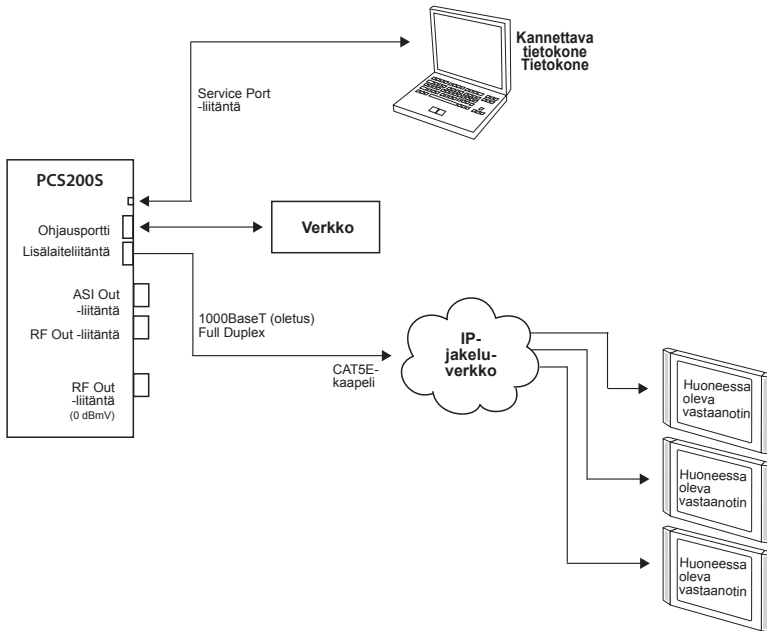 Kannettava
tietokone
Tietokone
Service Port
-liitäntä
PCS200S
Ohjausportti
Lisälaiteliitäntä
Verkko
ASI Out
-liitäntä
RF Out -liitäntä
RF Out
-liitäntä
(0 dBmV)
1000BaseT (oletus)
Full Duplex
CAT5E-
kaapeli
IP-
jakelu-
verkko
Huoneessa
oleva
vastaanotin
Huoneessa
oleva
vastaanotin
Huoneessa
oleva
vastaanotin